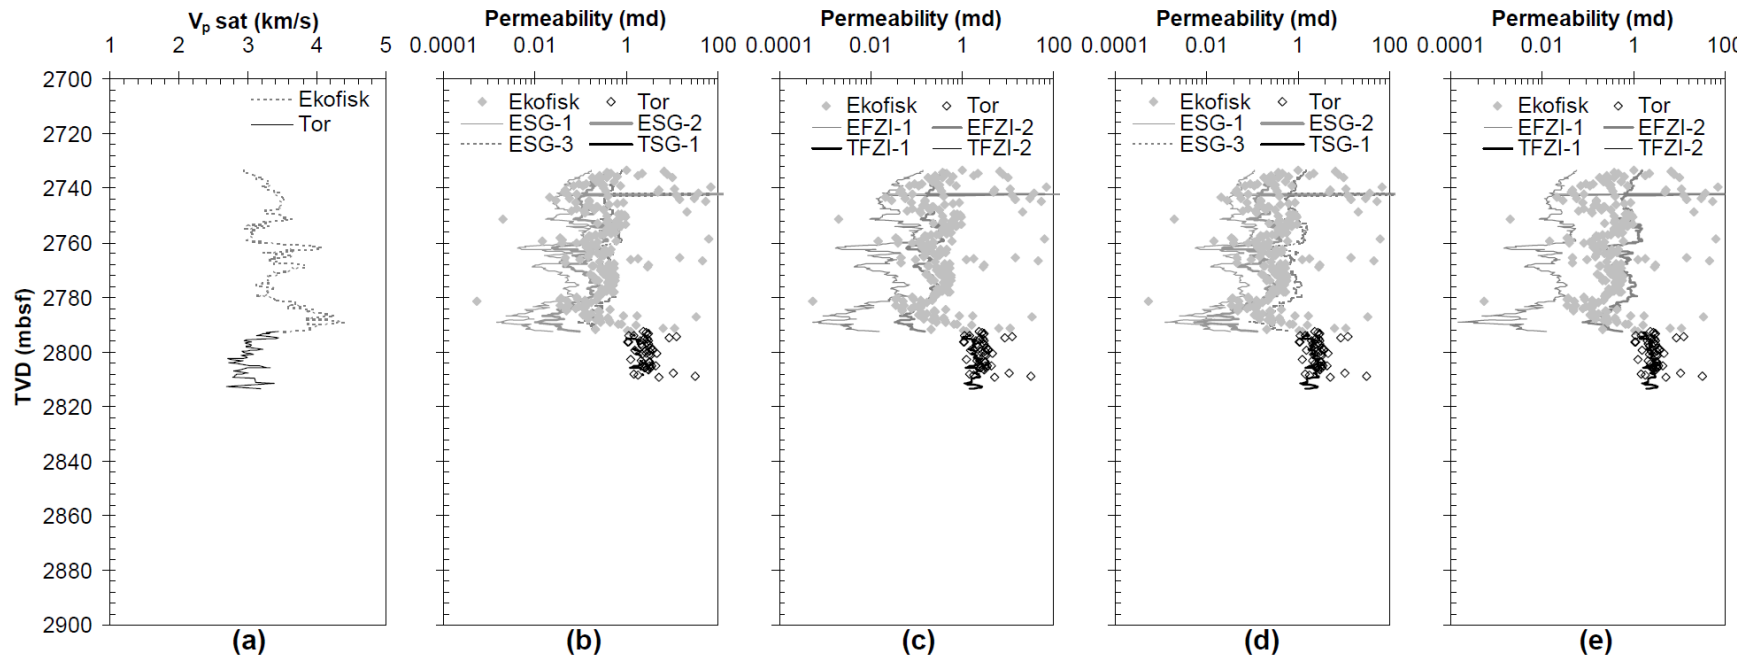 Vp sat (km/s)
1 2 3 4 5
Permeability (md)
0.0001 0.01 1 100
Permeability (md)
0.0001 0.01 1 100
Permeability (md)
0.0001 0.01 1 100
Permeability (md)
0.0001 0.01 1 100
TVD (mbsf)
2700
2720
2740
2760
2780
2800
2820
2840
2860
2880
2900
Ekofisk
Tor
Ekofisk Tor
ESG-1 ESG-2
ESG-3 TSG-1
Ekofisk Tor
EFZI-1 EFZI-2
TFZI-1 TFZI-2
Ekofisk Tor
ESG-1 ESG-2
ESG-3 TSG-1
Ekofisk Tor
EFZI-1 EFZI-2
TFZI-1 TFZI-2
(a) (b) (c) (d) (e)